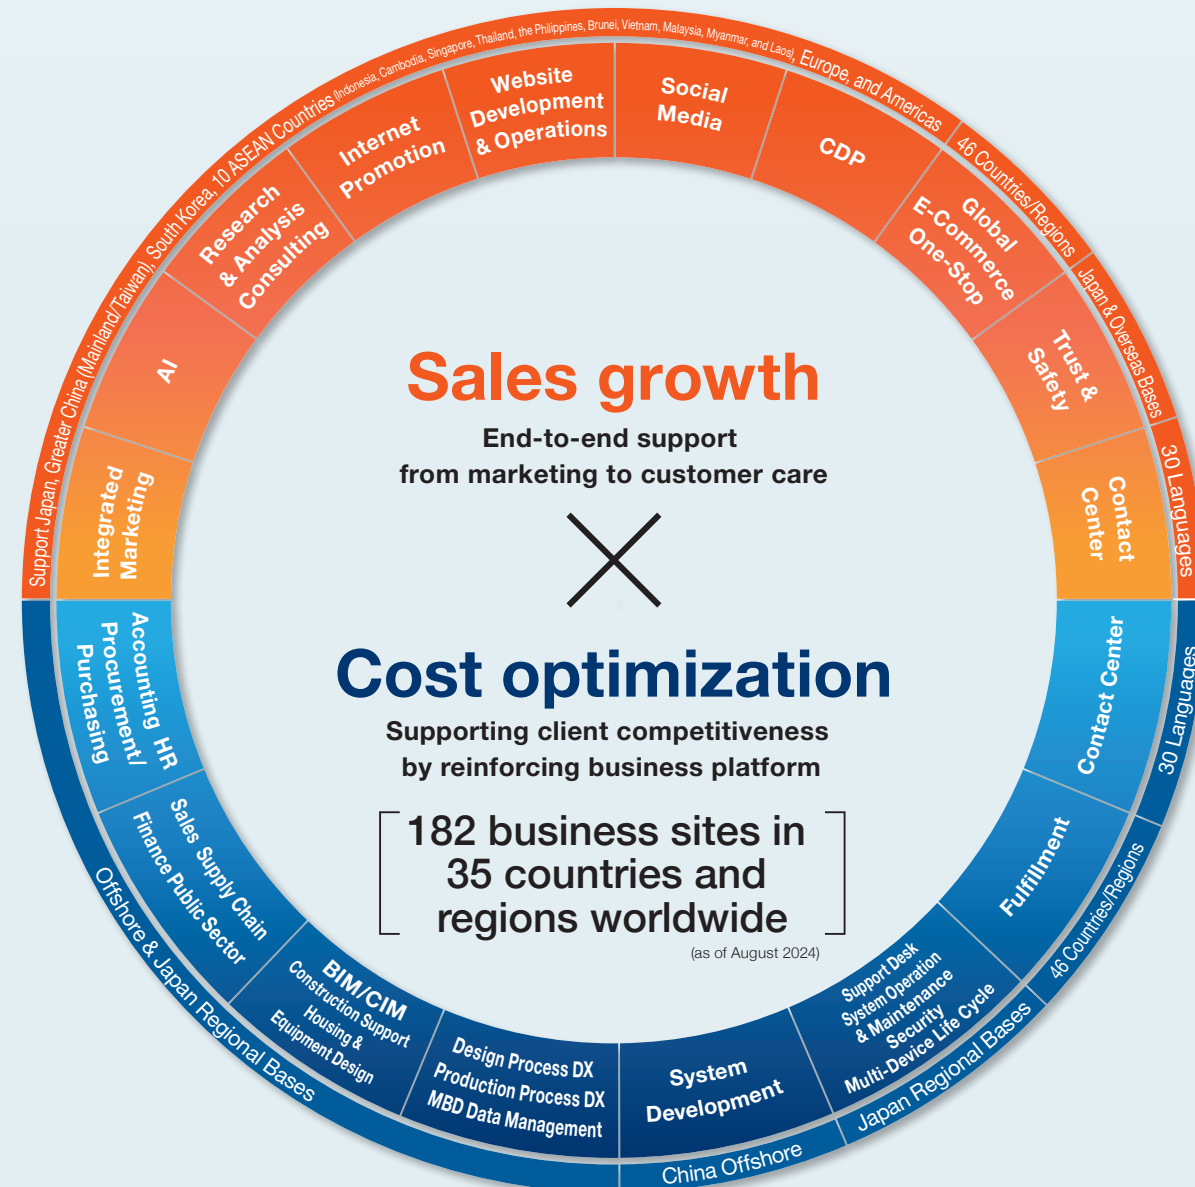 Support Japan, Greater China (Mainland/Taiwan), South Korea, 10 ASEAN Countries (Indonesia, Cambodia, Singapore, Thailand, the Philippines, Brunei, Vietnam, Malaysia, Myanmar, and Laos), Europe, and Americas
46 Countries/Regions
Japan & Overseas Bases
30 Languages
Integrated
Marketing
AI
Research
& Analysis
Consulting
Internet
Promotion
Website
Development
& Operations
Social
Media
CDP
Global
E-Commerce
One-Stop
Trust &
Safety
Contact
Center
Sales growth
End-to-end support
from marketing to customer care
Cost optimization
Supporting client competitiveness
by reinforcing business platform
182 business sites in
35 countries and
regions worldwide
(as of August 2024)
Accounting HR
Procurement/
Purchasing
Sales Supply Chain
Finance Public Sector
BIM/CIM
Construction Support
Housing &
Equipment Design
Design Process DX
Production Process DX
MBD Data Management
System
Development
Support Desk
System Operation
& Maintenance
Security
Multi-Device Life Cycle
Fulfillment
Contact Center
Offshore & Japan Regional Bases
China Offshore
Japan Regional Bases
46 Countries/Regions
30 Languages